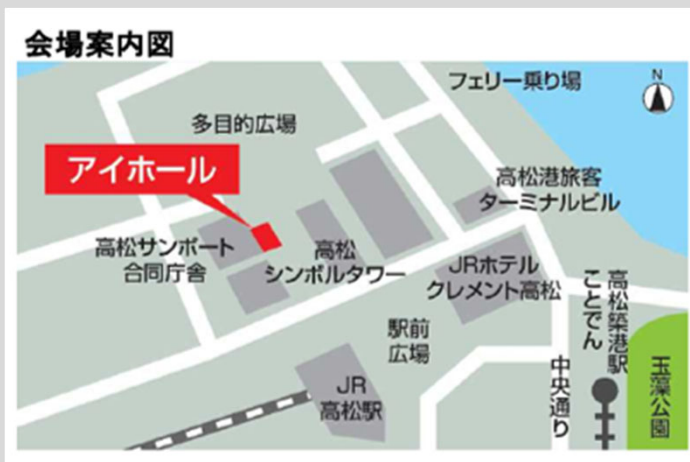 会場案内図
フェリー乗り場
N
多目的広場
アイホール
高松港旅客
ターミナルビル
高松サンポート
合同庁舎
高松
シンボルタワー
JRホテル
クレメント高松
駅前
広場
高松築港駅
ことでん
中央通り
玉藻公園
JR
高松駅